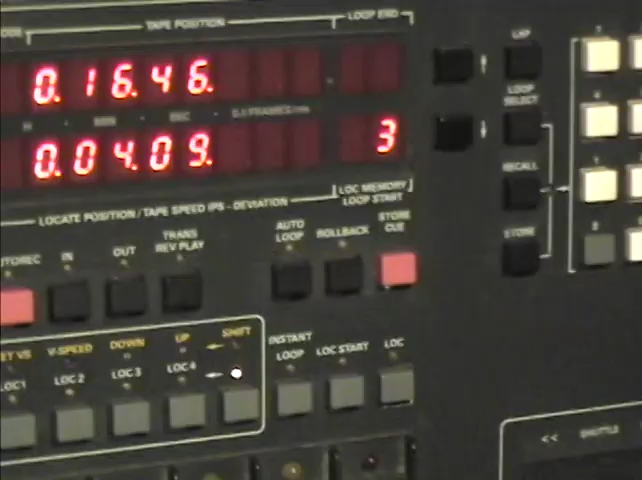 TAPE POSITION
LOOP END
0.16.46.
LAP
LOOP
SELECT
0.04.09.
3
RECALL
LOCATE POSITION / TAPE SPEED IPS - DEVIATION
LOC MEMORY
LOOP START
STORE
IN
OUT
TRANS
REV PLAY
AUTO
LOOP
ROLLBACK
STORE
CUE
V-SPEED
DOWN
UP
SHIFT
LOC 2
LOC 3
LOC 4
INSTANT
LOOP
LOC START
LOC
<< SHUTTLE